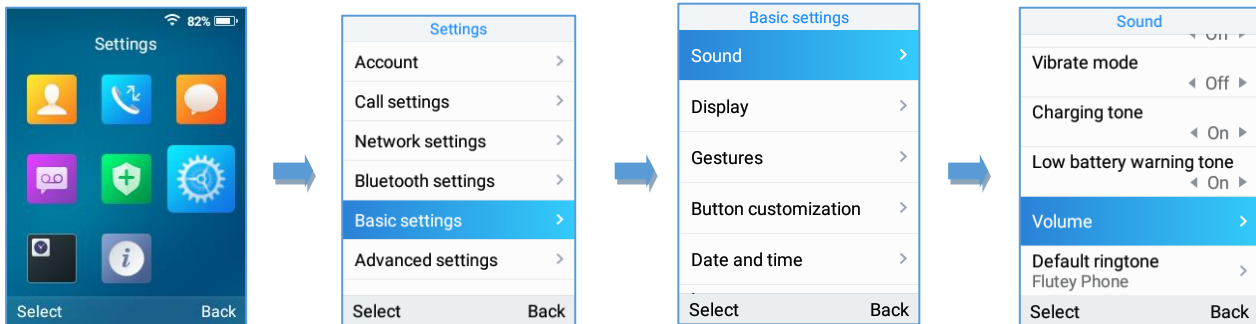 82%
Settings
Select Back
Settings
Account
Call settings
Network settings
Bluetooth settings
Basic settings
Advanced settings
Select Back
Basic settings
Sound
Display
Gestures
Button customization
Date and time
Select Back
Sound
Vibrate mode
Off
Charging tone
On
Low battery warning tone
On
Volume
Default ringtone
Flutey Phone
Select Back